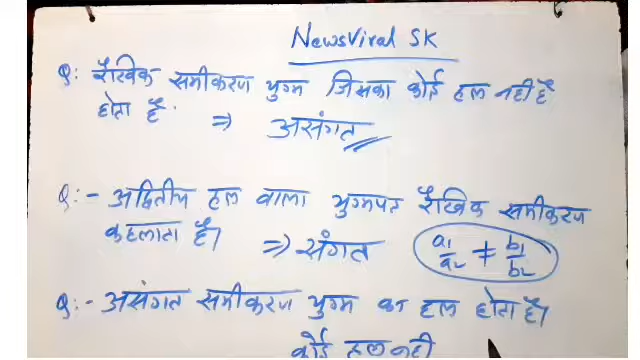 NewsViral SK
Q: रैखिक समीकरण युग्म जिसका कोई हल नही है
होता है. ⇒ असंगत
Q:- अद्वितीय हल वाला युग्मपत रैखिक समीकरण
कहलाता है। ⇒ संगत a₁/a₂ ≠ b₁/b₂
Q:- असंगत समीकरण युग्म का हल होता है।
कोई हल नही